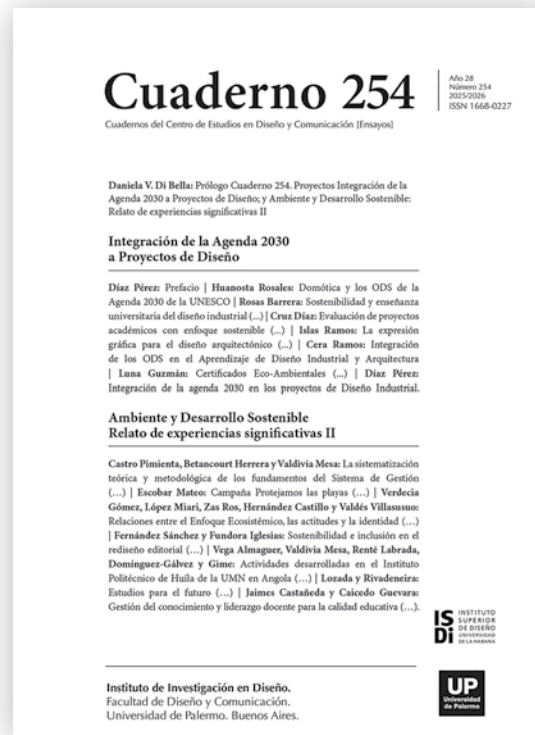 Cuaderno 254
Año 28
Número 254
2025/2026
ISSN 1668-0227
Cuadernos del Centro de Estudios en Diseño y Comunicación [Ensayos]
Daniela V. Di Bella: Prólogo Cuaderno 254. Proyectos Integración de la
Agenda 2030 a Proyectos de Diseño; y Ambiente y Desarrollo Sostenible:
Relato de experiencias significativas II
Integración de la Agenda 2030
a Proyectos de Diseño
Díaz Pérez: Prefacio | Huanosta Rosales: Domótica y los ODS de la
Agenda 2030 de la UNESCO | Rosas Barrera: Sostenibilidad y enseñanza
universitaria del diseño industrial (...) | Cruz Díaz: Evaluación de proyectos
académicos con enfoque sostenible (...) | Islas Ramos: La expresión
gráfica para el diseño arquitectónico (...) | Cera Ramos: Integración
de los ODS en el Aprendizaje de Diseño Industrial y Arquitectura
| Luna Guzmán: Certificados Eco-Ambientales (...) | Díaz Pérez:
Integración de la agenda 2030 en los proyectos de Diseño Industrial.
Ambiente y Desarrollo Sostenible
Relato de experiencias significativas II
Castro Pimienta, Betancourt Herrera y Valdivia Mesa: La sistematización
teórica y metodológica de los fundamentos del Sistema de Gestión
(…) | Escobar Mateo: Campaña Protejamos las playas (…) | Verdecia
Gómez, López Miari, Zas Ros, Hernández Castillo y Valdés Villasusuo:
Relaciones entre el Enfoque Ecosistémico, las actitudes y la identidad (…)
| Fernández Sánchez y Fundora Iglesias: Sostenibilidad e inclusión en el
rediseño editorial (…) | Vega Almaguer, Valdivia Mesa, Renté Labrada,
Domínguez-Gálvez y Gime: Actividades desarrolladas en el Instituto
Politécnico de Huíla de la UMN en Angola (…) | Lozada y Rivadeneira:
Estudios para el futuro (…) | Jaimes Castañeda y Caicedo Guevara:
Gestión del conocimiento y liderazgo docente para la calidad educativa (…).
ISDi
INSTITUTO
SUPERIOR
DE DISEÑO
UNIVERSIDAD
DE LA HABANA
Instituto de Investigación en Diseño.
Facultad de Diseño y Comunicación.
Universidad de Palermo. Buenos Aires.
UP
Universidad
de Palermo